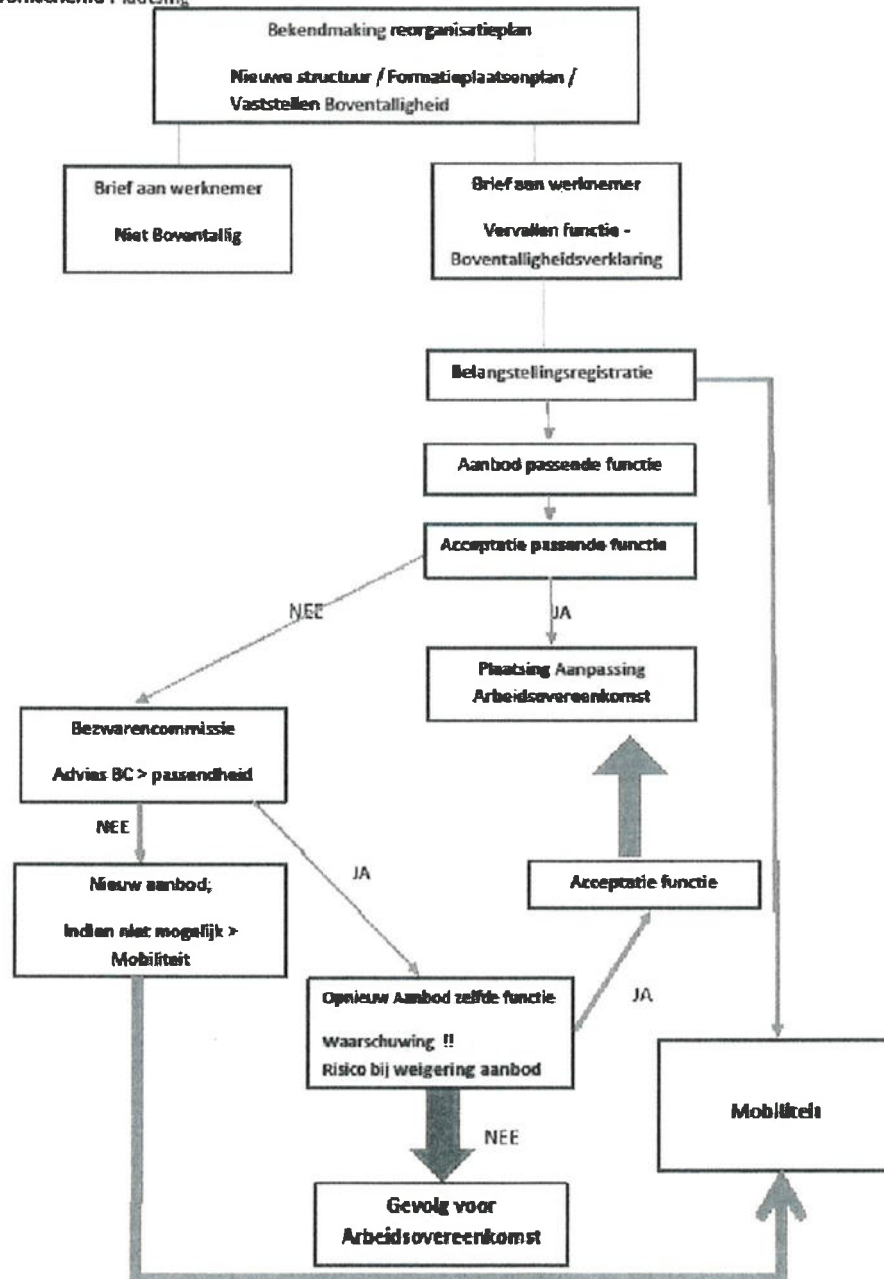 Bekendmaking reorganisatieplan
Nieuwe structuur / Formatieplaatsenplan /
Vaststellen Boventalligheid
Brief aan werknemer
Niet Boventallig
Brief aan werknemer
Vervallen functie -
Boventalligheidsverklaring
Belangstellingsregistratie
Aanbod passende functie
Acceptatie passende functie
NEE
JA
Plaatsing Aanpassing
Arbeidsovereenkomst
Bezwarencommissie
Advies BC > passendheid
NEE
JA
Nieuw aanbod;
Indien niet mogelijk >
Mobiliteit
Acceptatie functie
Opnieuw Aanbod zelfde functie
Waarschuwing !!
Risico bij weigering aanbod
JA
Mobiliteit
NEE
Gevolg voor
Arbeidsovereenkomst